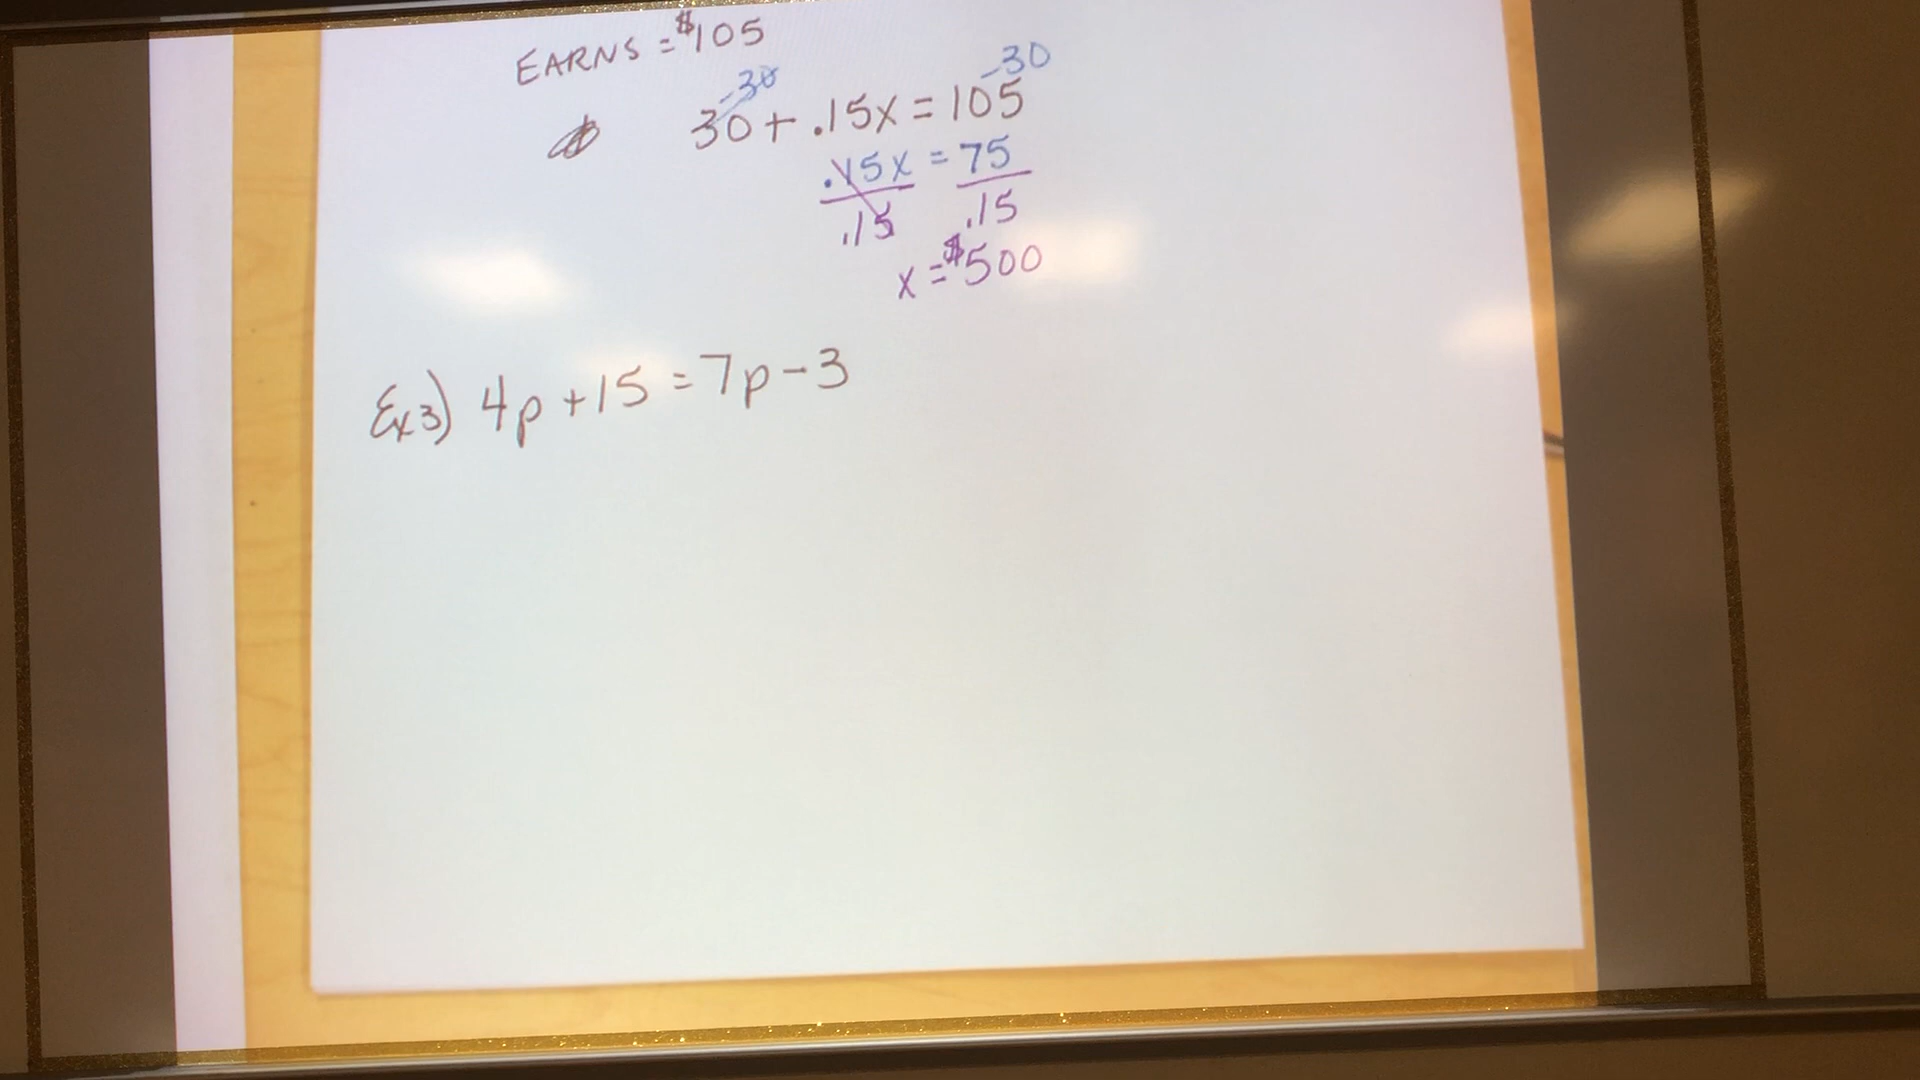 EARNS = $105
-30 -30
30 + .15x = 105
.15x = 75
.15 .15
x = $500
Ex3) 4p + 15 = 7p - 3